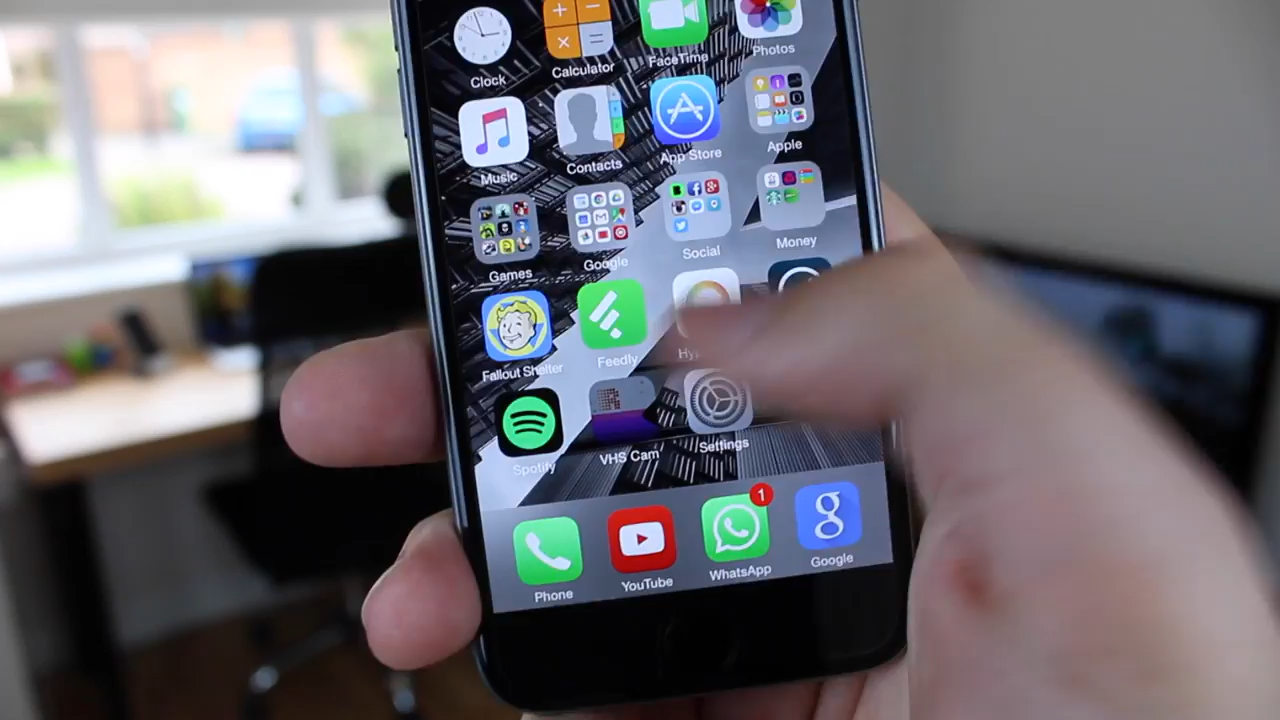 Clock
Calculator
FaceTime
Photos
Music
Contacts
App Store
Apple
Games
Google
Social
Money
Fallout Shelter
Feedly
Spotify
VHS Cam
Settings
1
Phone
YouTube
WhatsApp
g
Google